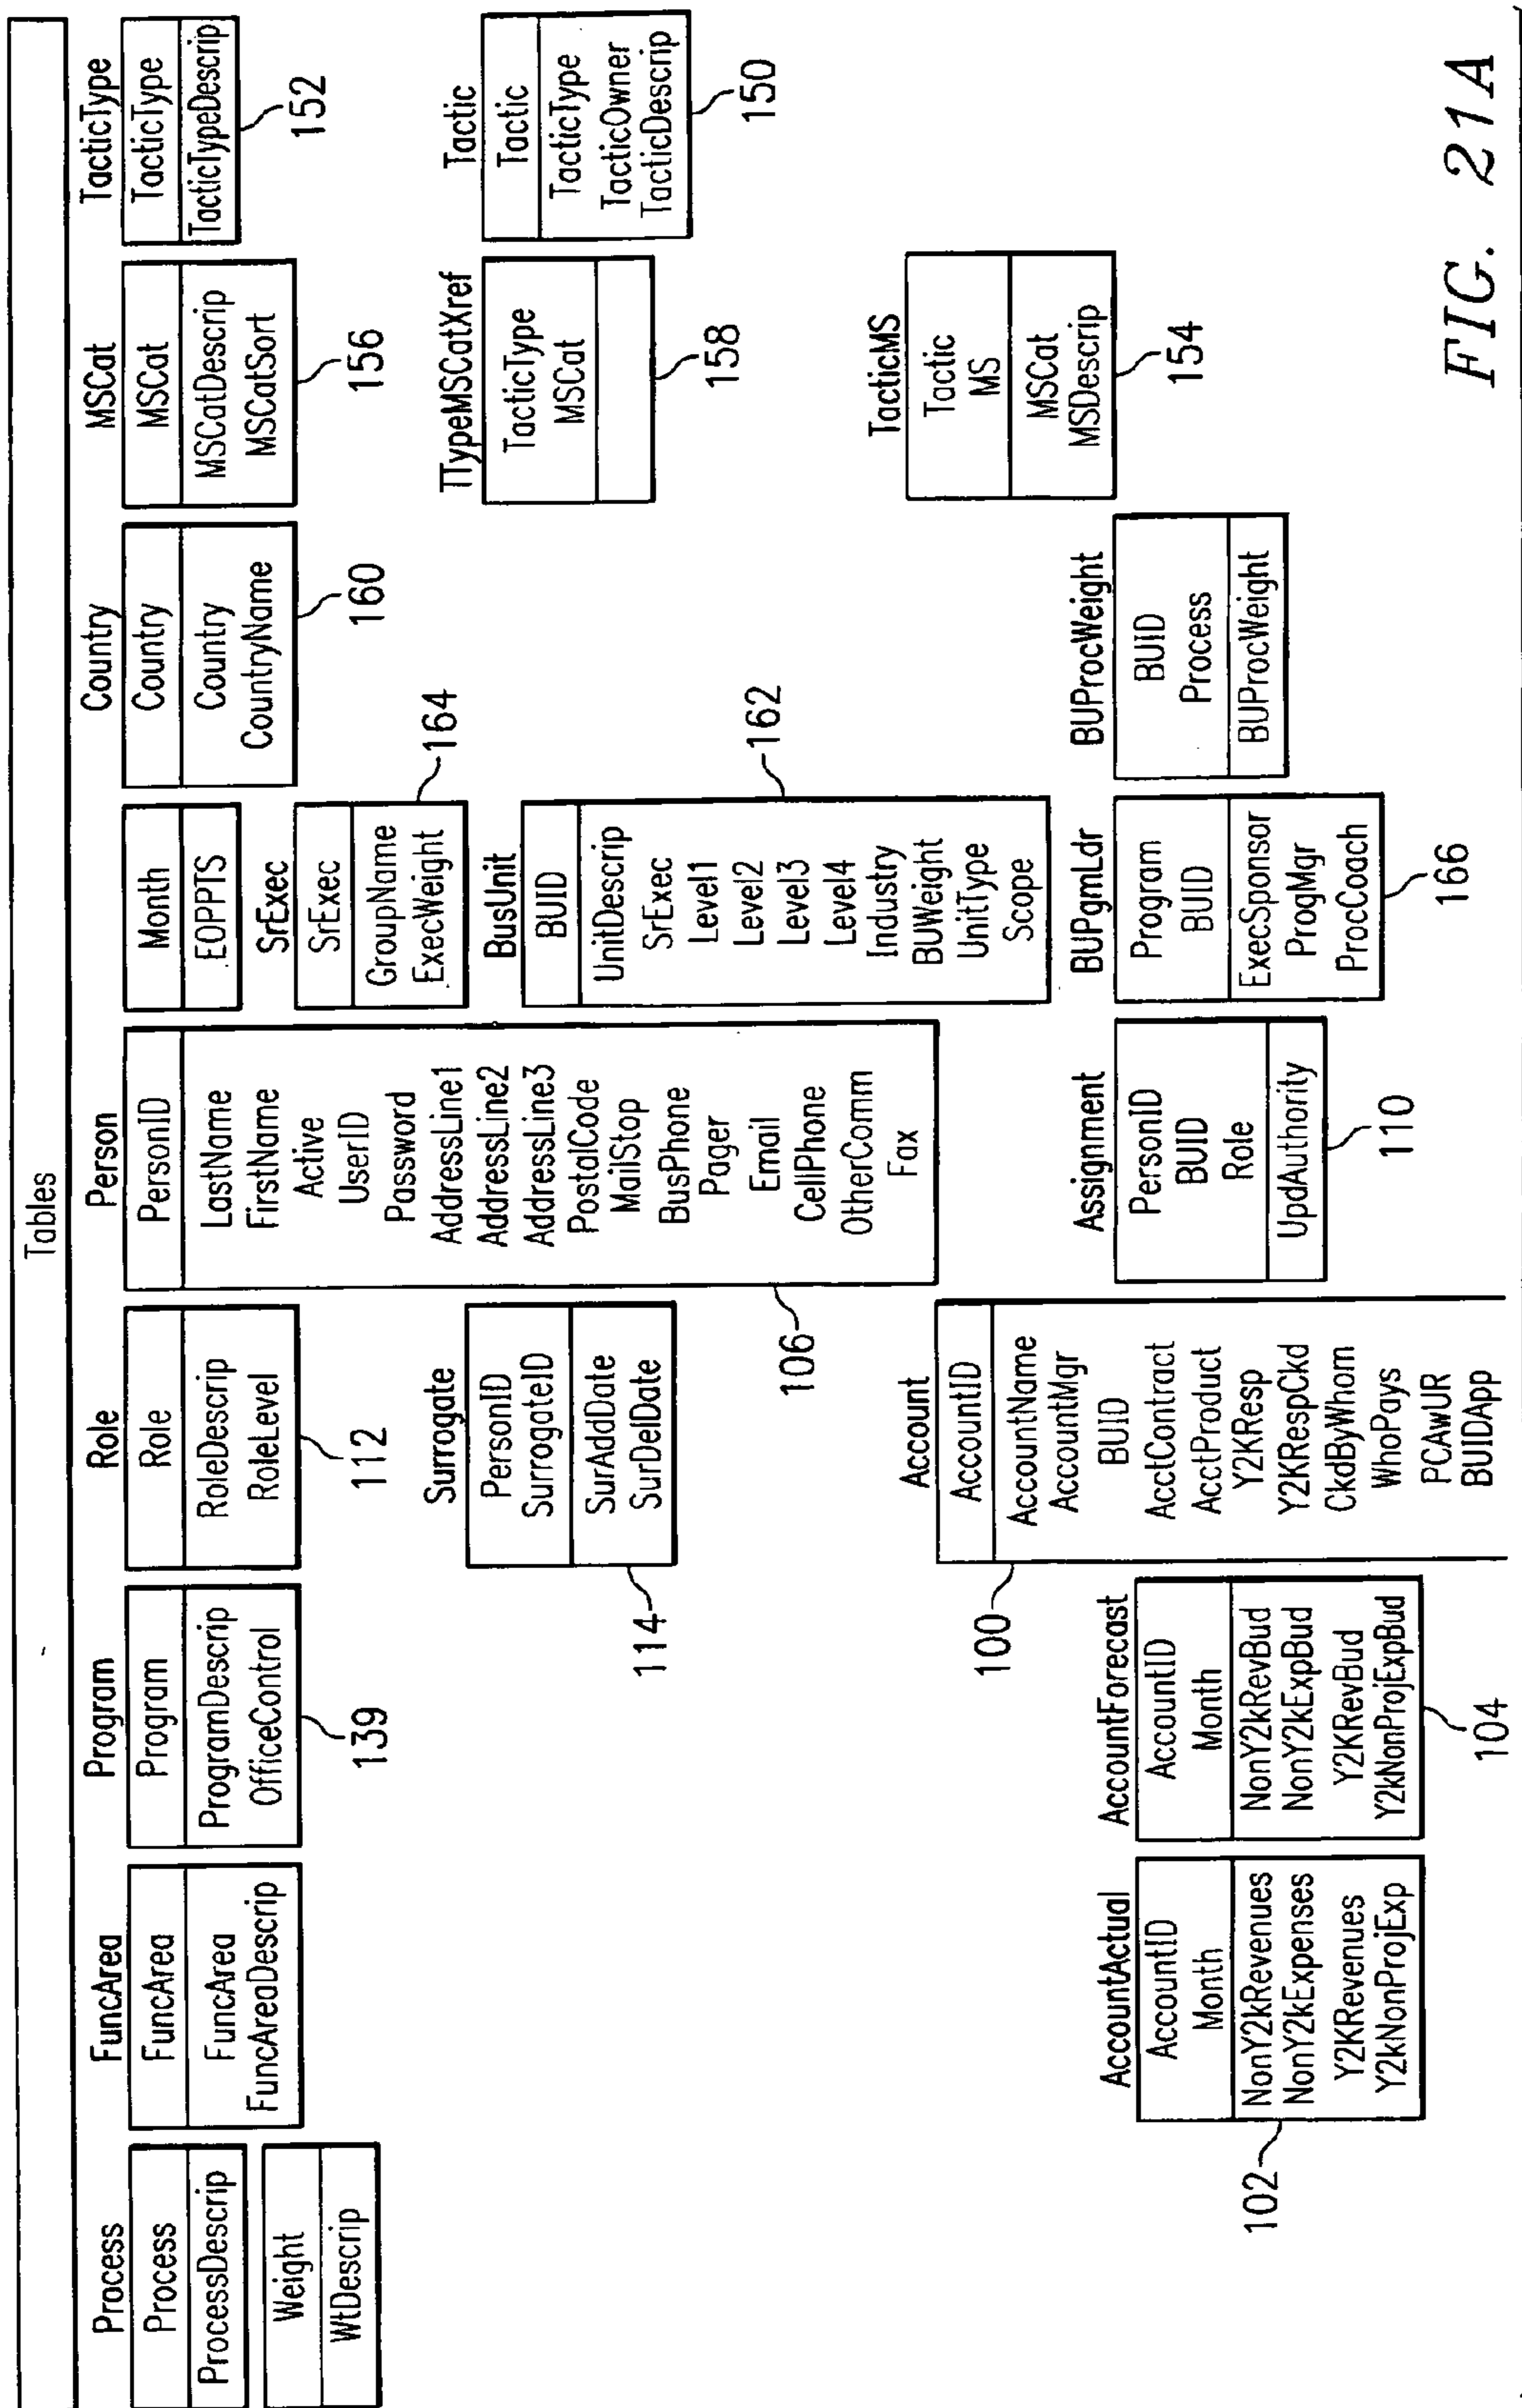 Tables
Process
Process
ProcessDescrip
Weight
WtDescrip
FuncArea
FuncArea
FuncArea
FuncAreaDescrip
Program
Program
ProgramDescrip
OfficeControl
139
Role
Role
RoleDescrip
RoleLevel
112
Surrogate
PersonID
SurrogateID
SurAddDate
SurDelDate
114
Person
PersonID
LastName
FirstName
Active
UserID
Password
AddressLine1
AddressLine2
AddressLine3
PostalCode
MailStop
BusPhone
Pager
Email
CellPhone
OtherComm
Fax
106
Month
EOPPTS
SrExec
SrExec
GroupName
ExecWeight
164
BusUnit
BUID
UnitDescrip
SrExec
Level1
Level2
Level3
Level4
Industry
BUWeight
UnitType
Scope
162
Country
Country
Country
CountryName
160
MSCat
MSCat
MSCatDescrip
MSCatSort
156
TacticType
TacticType
TacticTypeDescrip
152
TTypeMSCatXref
TacticType
MSCat
158
Tactic
Tactic
TacticType
TacticOwner
TacticDescrip
150
TacticMS
Tactic
MS
MSCat
MSDescrip
154
AccountActual
AccountID
Month
NonY2kRevenues
NonY2kExpenses
Y2KRevenues
Y2kNonProjExp
102
AccountForecast
AccountID
Month
NonY2kRevBud
NonY2kExpBud
Y2KRevBud
Y2kNonProjExpBud
104
Account
AccountID
AccountName
AccountMgr
BUID
AcctContract
AcctProduct
Y2KResp
Y2KRespCkd
CkdByWhom
WhoPays
PCAwUR
BUIDApp
100
Assignment
PersonID
BUID
Role
UpdAuthority
110
BUPgmLdr
Program
BUID
ExecSponsor
ProgMgr
ProcCoach
166
BUProcWeight
BUID
Process
BUProcWeight
FIG. 21A